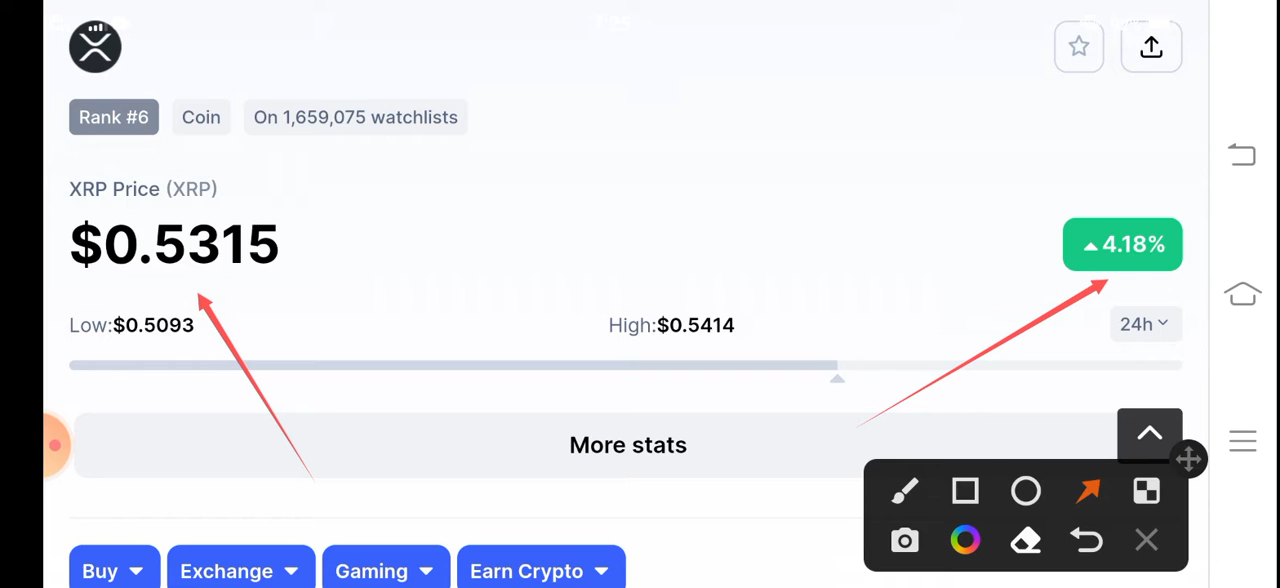 Rank #6 Coin On 1,659,075 watchlists
XRP Price (XRP)
$0.5315 4.18%
Low:$0.5093 High:$0.5414 24h
More stats
Buy Exchange Gaming Earn Crypto